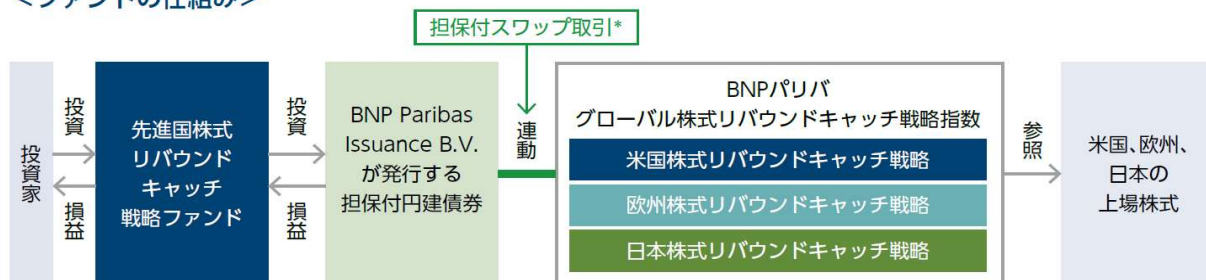 <ファンドの仕組み>
担保付スワップ取引*
投資家
投資
損益
先進国株式
リバウンド
キャッチ
戦略ファンド
投資
損益
BNP Paribas
Issuance B.V.
が発行する
担保付円建債券
連動
BNPパリバ
グローバル株式リバウンドキャッチ戦略指数
米国株式リバウンドキャッチ戦略
欧州株式リバウンドキャッチ戦略
日本株式リバウンドキャッチ戦略
参照
米国、欧州、
日本の
上場株式